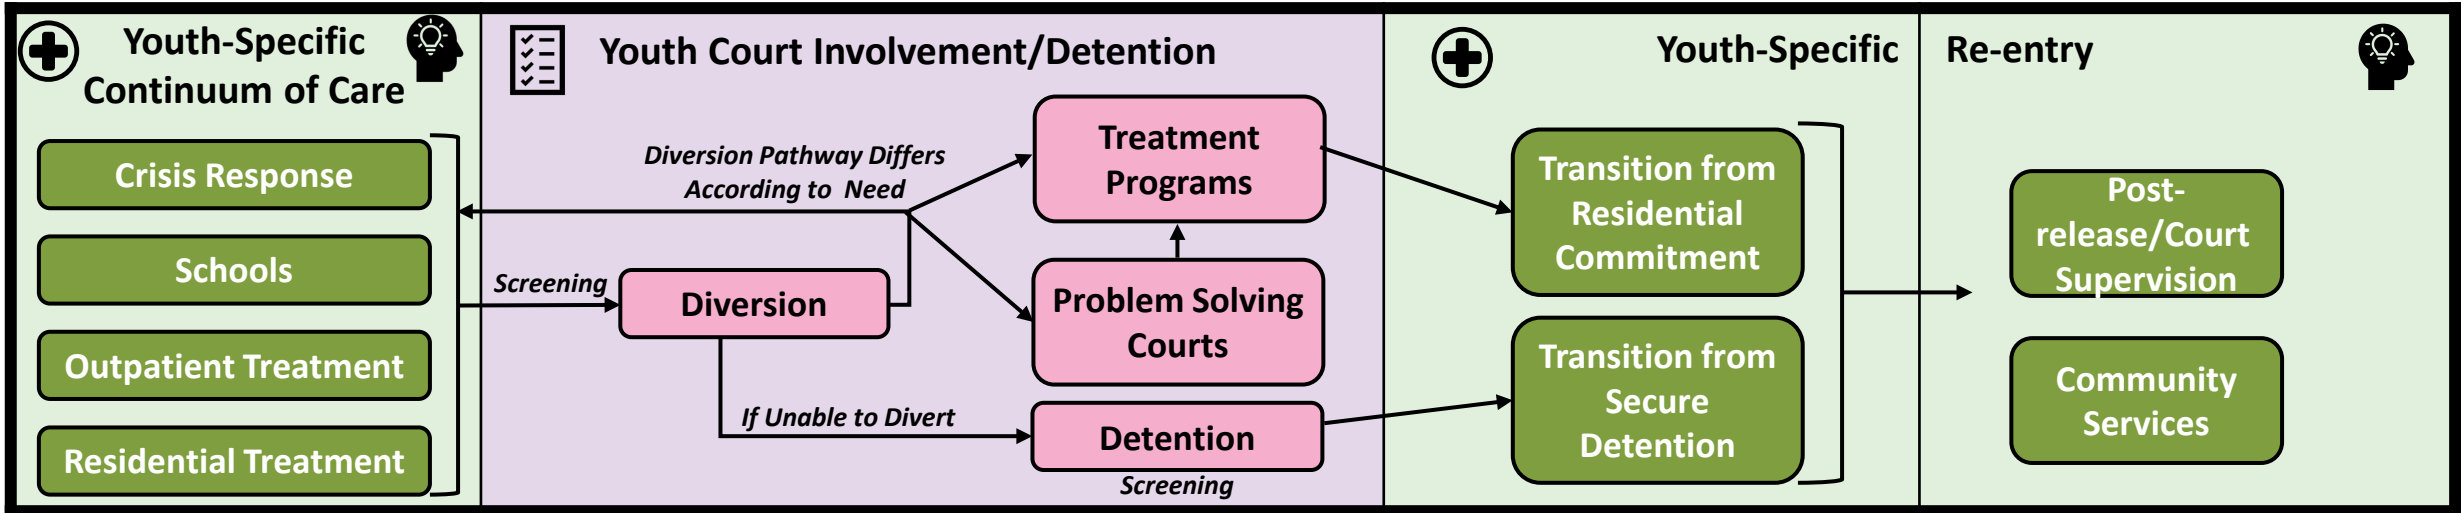 Youth-Specific
Continuum of Care
Crisis Response
Schools
Outpatient Treatment
Residential Treatment
Youth Court Involvement/Detention
Diversion Pathway Differs
According to Need
Screening
Diversion
If Unable to Divert
Treatment
Programs
Problem Solving
Courts
Detention
Screening
Youth-Specific Re-entry
Transition from
Residential
Commitment
Transition from
Secure
Detention
Post-
release/Court
Supervision
Community
Services